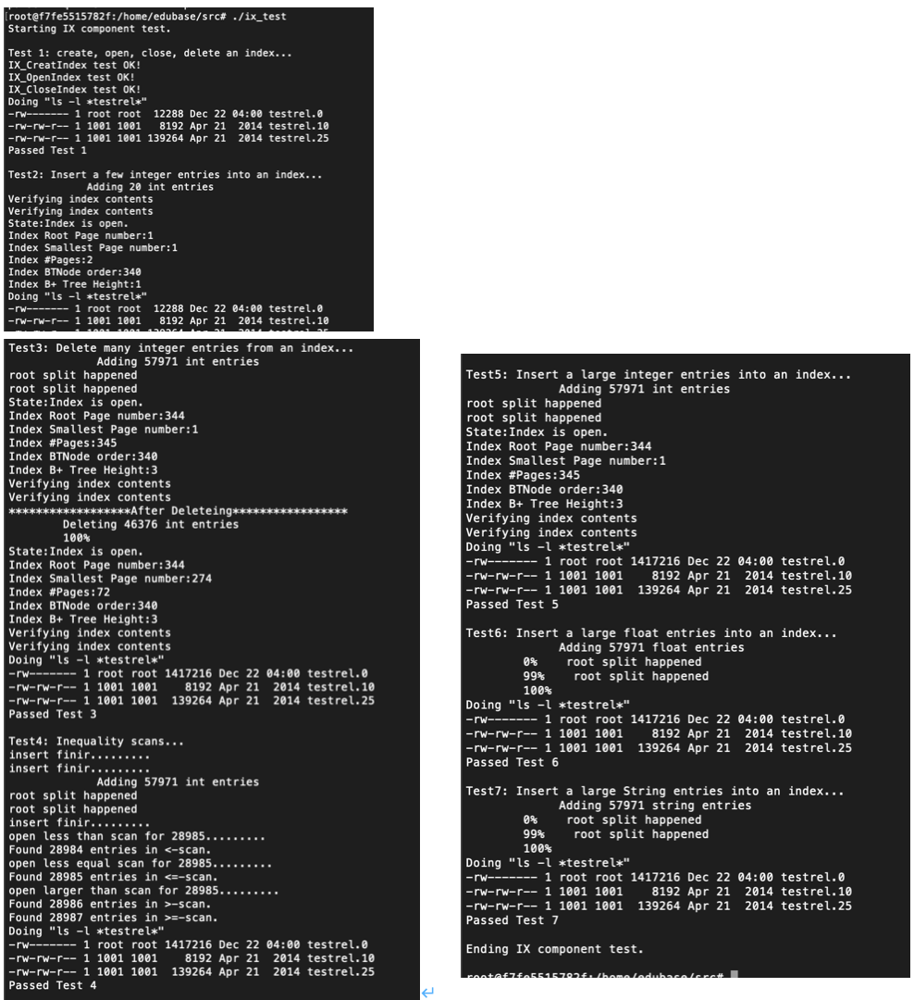 [root@f7fe5515782f:/home/edubase/src# ./ix_test
Starting IX component test.
Test 1: create, open, close, delete an index...
IX_CreatIndex test OK!
IX_OpenIndex test OK!
IX_CloseIndex test OK!
Doing "ls -l *testrel*"
-rw------- 1 root root  12288 Dec 22 04:00 testrel.0
-rw-rw-r-- 1 1001 1001   8192 Apr 21  2014 testrel.10
-rw-rw-r-- 1 1001 1001 139264 Apr 21  2014 testrel.25
Passed Test 1
Test2: Insert a few integer entries into an index...
Adding 20 int entries
Verifying index contents
Verifying index contents
State:Index is open.
Index Root Page number:1
Index Smallest Page number:1
Index #Pages:2
Index BTNode order:340
Index B+ Tree Height:1
Doing "ls -l *testrel*"
-rw------- 1 root root  12288 Dec 22 04:00 testrel.0
-rw-rw-r-- 1 1001 1001   8192 Apr 21  2014 testrel.10
Test3: Delete many integer entries from an index...
Adding 57971 int entries
root split happened
root split happened
State:Index is open.
Index Root Page number:344
Index Smallest Page number:1
Index #Pages:345
Index BTNode order:340
Index B+ Tree Height:3
Verifying index contents
Verifying index contents
******************After Deleteing*****************
Deleting 46376 int entries
100%
State:Index is open.
Index Root Page number:344
Index Smallest Page number:274
Index #Pages:72
Index BTNode order:340
Index B+ Tree Height:3
Verifying index contents
Verifying index contents
Doing "ls -l *testrel*"
-rw------- 1 root root 1417216 Dec 22 04:00 testrel.0
-rw-rw-r-- 1 1001 1001    8192 Apr 21  2014 testrel.10
-rw-rw-r-- 1 1001 1001  139264 Apr 21  2014 testrel.25
Passed Test 3
Test4: Inequality scans...
insert finir.........
insert finir.........
Adding 57971 int entries
root split happened
root split happened
insert finir.........
open less than scan for 28985.........
Found 28984 entries in <-scan.
open less equal scan for 28985.........
Found 28985 entries in <=-scan.
open larger than scan for 28985.........
Found 28986 entries in >-scan.
Found 28987 entries in >=-scan.
Doing "ls -l *testrel*"
-rw------- 1 root root 1417216 Dec 22 04:00 testrel.0
-rw-rw-r-- 1 1001 1001    8192 Apr 21  2014 testrel.10
-rw-rw-r-- 1 1001 1001  139264 Apr 21  2014 testrel.25
Passed Test 4
Test5: Insert a large integer entries into an index...
Adding 57971 int entries
root split happened
root split happened
State:Index is open.
Index Root Page number:344
Index Smallest Page number:1
Index #Pages:345
Index BTNode order:340
Index B+ Tree Height:3
Verifying index contents
Verifying index contents
Doing "ls -l *testrel*"
-rw------- 1 root root 1417216 Dec 22 04:00 testrel.0
-rw-rw-r-- 1 1001 1001    8192 Apr 21  2014 testrel.10
-rw-rw-r-- 1 1001 1001  139264 Apr 21  2014 testrel.25
Passed Test 5
Test6: Insert a large float entries into an index...
Adding 57971 float entries
0%    root split happened
99%    root split happened
100%
Doing "ls -l *testrel*"
-rw------- 1 root root 1417216 Dec 22 04:00 testrel.0
-rw-rw-r-- 1 1001 1001    8192 Apr 21  2014 testrel.10
-rw-rw-r-- 1 1001 1001  139264 Apr 21  2014 testrel.25
Passed Test 6
Test7: Insert a large String entries into an index...
Adding 57971 string entries
0%    root split happened
99%    root split happened
100%
Doing "ls -l *testrel*"
-rw------- 1 root root 1417216 Dec 22 04:00 testrel.0
-rw-rw-r-- 1 1001 1001    8192 Apr 21  2014 testrel.10
-rw-rw-r-- 1 1001 1001  139264 Apr 21  2014 testrel.25
Passed Test 7
Ending IX component test.
root@f7fe5515782f:/home/edubase/src#